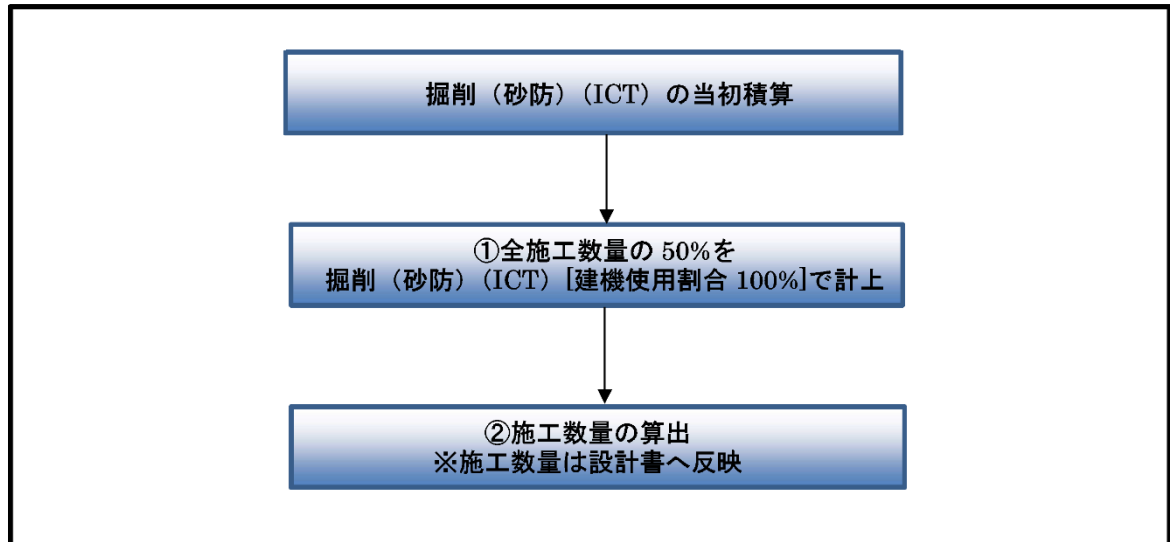 掘削（砂防）(ICT) の当初積算
①全施工数量の 50%を
掘削（砂防）(ICT)［建機使用割合 100%］で計上
②施工数量の算出
※施工数量は設計書へ反映